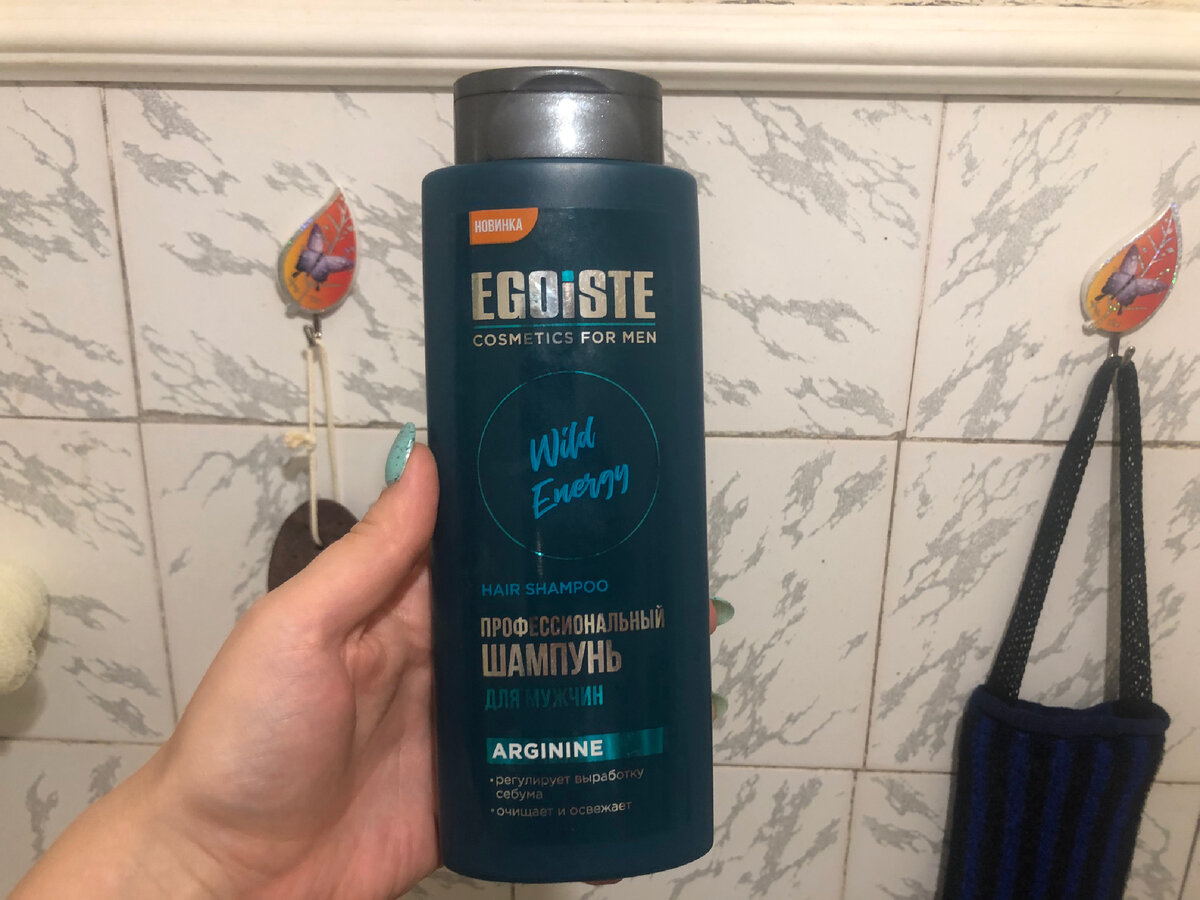 НОВИНКА
EGOiSTE
COSMETICS FOR MEN
Wild
Energy
HAIR SHAMPOO
ПРОФЕССИОНАЛЬНЫЙ
ШАМПУНЬ
ДЛЯ МУЖЧИН
ARGININE
•регулирует выработку
себума
•очищает и освежает